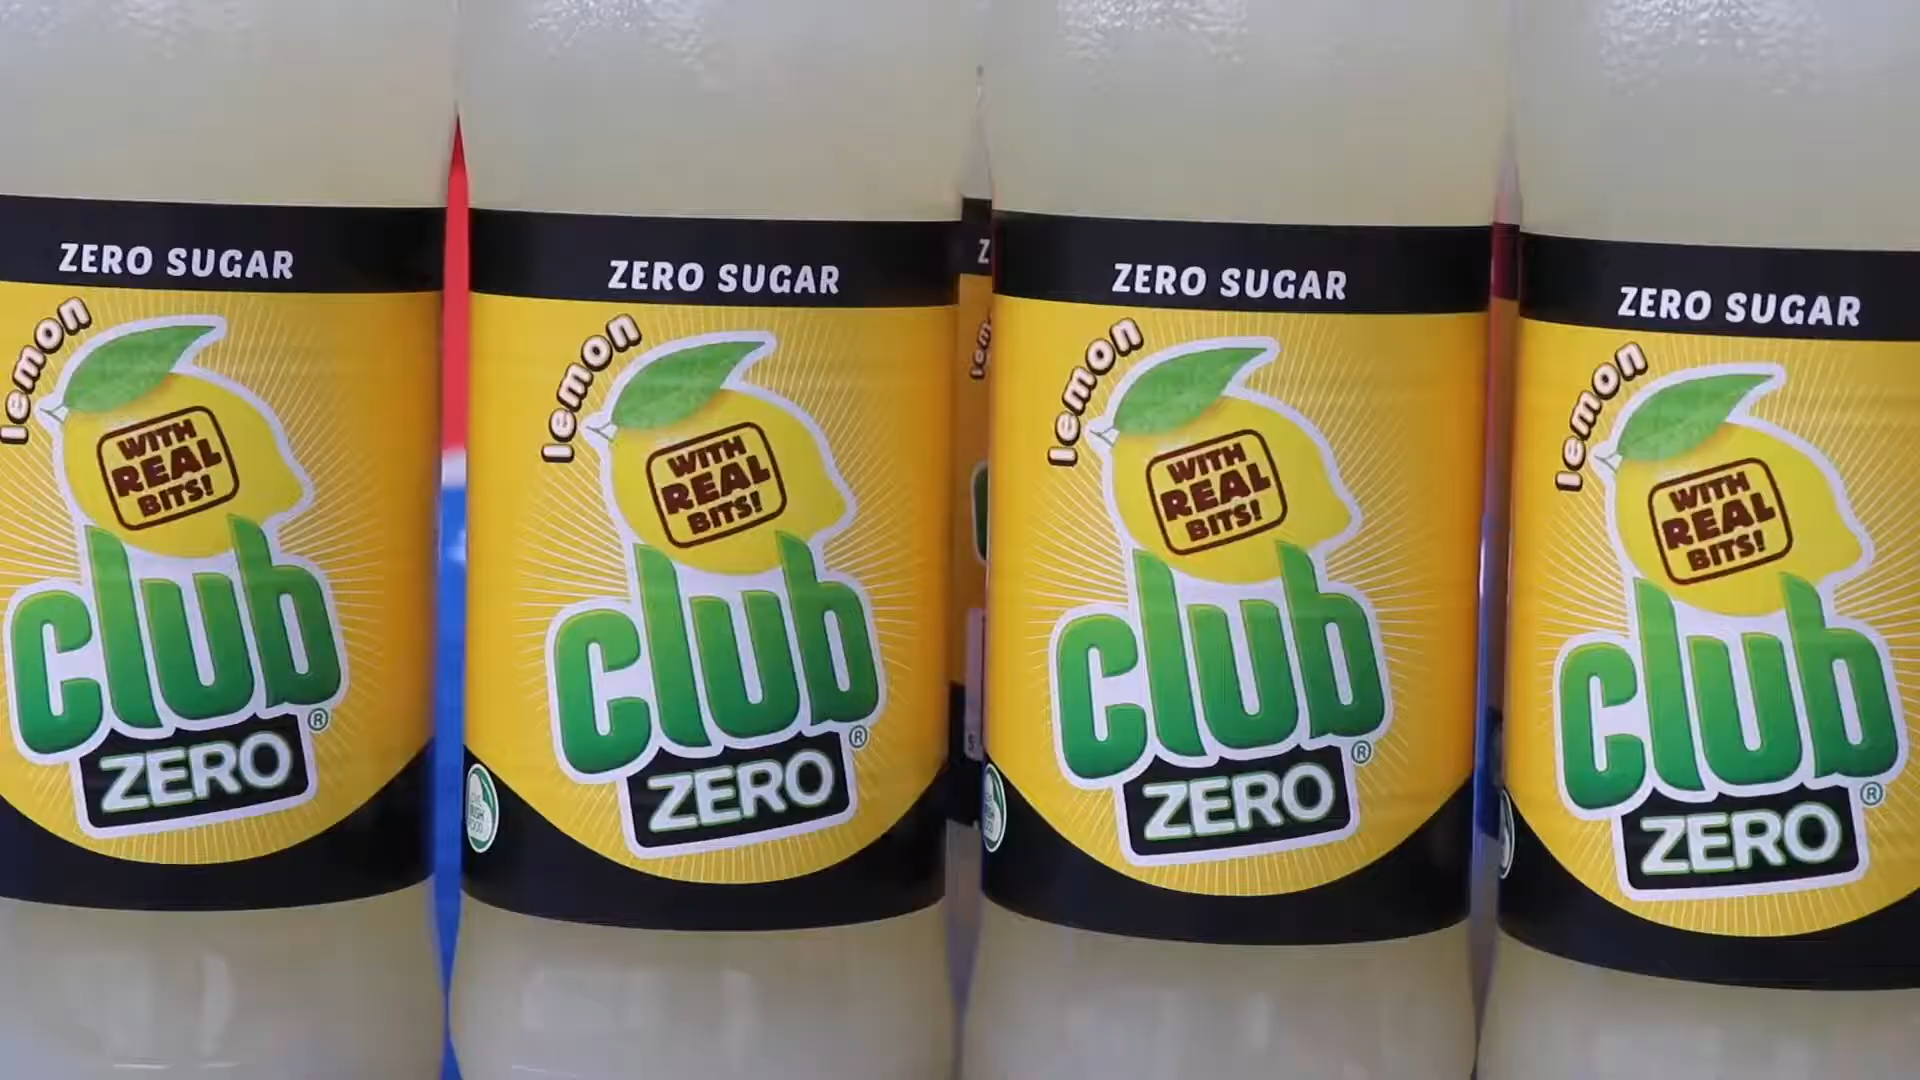 ZERO SUGAR
lemon
WITH
REAL
BITS!
club®
ZERO
ZERO SUGAR
lemon
WITH
REAL
BITS!
club®
ZERO
ZERO SUGAR
lemon
WITH
REAL
BITS!
club®
ZERO
ZERO SUGAR
lemon
WITH
REAL
BITS!
club®
ZERO